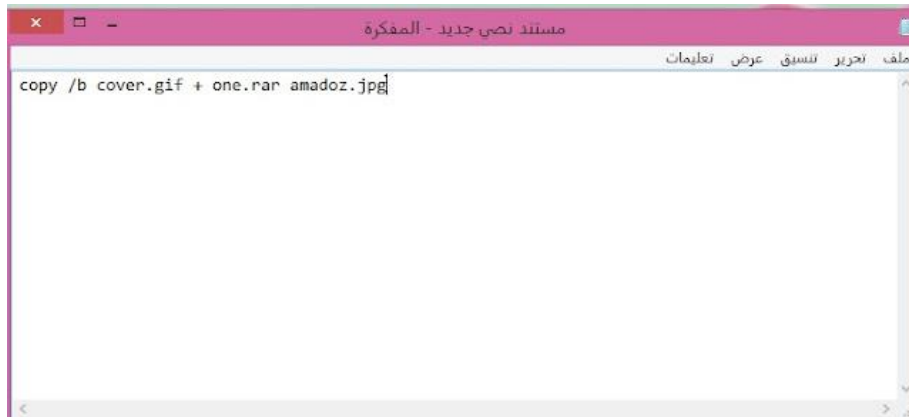 مستند نصي جديد - المفكرة
ملف تحرير تنسيق عرض تعليمات
copy /b cover.gif + one.rar amadoz.jpg